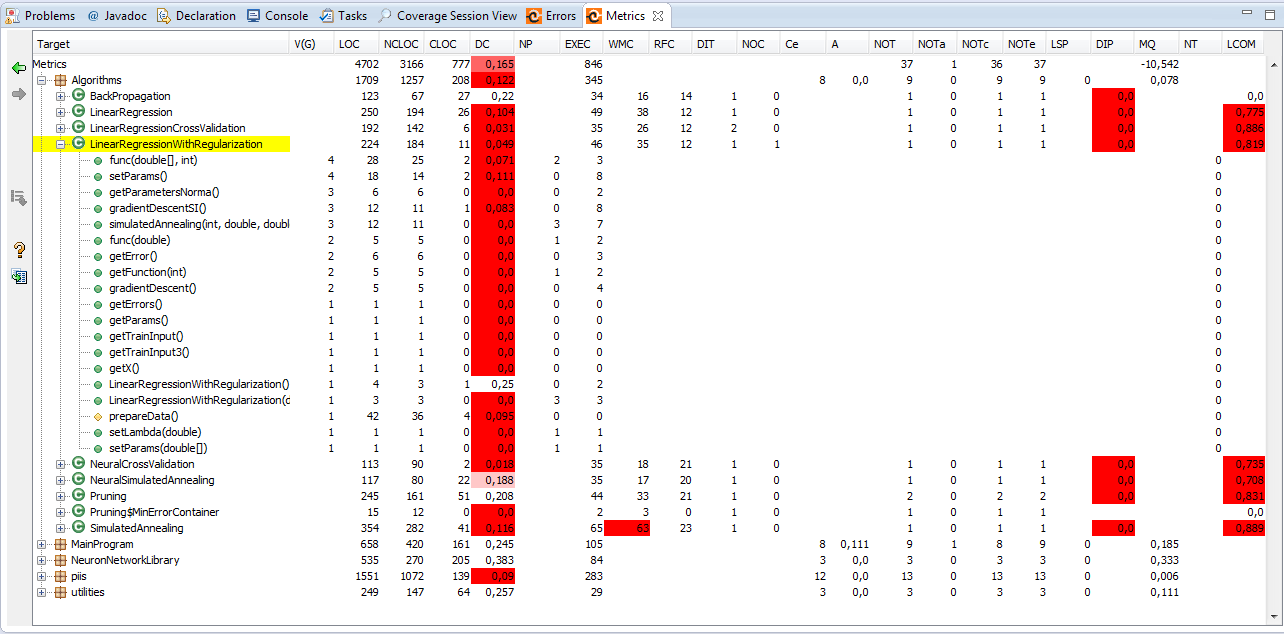 Problems @ Javadoc Declaration Console Tasks Coverage Session View Errors Metrics
Target V(G) LOC NCLOC CLOC DC NP EXEC WMC RFC DIT NOC Ce A NOT NOTa NOTc NOTe LSP DIP MQ NT LCOM
Metrics 4702 3166 777 0,165 846 37 1 36 37 -10,542
Algorithms 1709 1257 208 0,122 345 8 0,0 9 0 9 9 0 0,078
BackPropagation 123 67 27 0,22 34 16 14 1 0 1 0 1 1 0,0 0,0
LinearRegression 250 194 26 0,104 49 38 12 1 0 1 0 1 1 0,0 0,775
LinearRegressionCrossValidation 192 142 6 0,031 35 26 12 2 0 1 0 1 1 0,0 0,886
LinearRegressionWithRegularization 224 184 11 0,049 46 35 12 1 1 1 0 1 1 0,0 0,819
func(double[], int) 4 28 25 2 0,071 2 3 0
setParams() 4 18 14 2 0,111 0 8 0
getParametersNorma() 3 6 6 0 0,0 0 2 0
gradientDescentSI() 3 12 11 1 0,083 0 8 0
simulatedAnnealing(int, double, doubl 3 12 11 0 0,0 3 7 0
func(double) 2 5 5 0 0,0 1 2 0
getError() 2 6 6 0 0,0 0 3 0
getFunction(int) 2 5 5 0 0,0 1 2 0
gradientDescent() 2 5 5 0 0,0 0 4 0
getErrors() 1 1 1 0 0,0 0 0 0
getParams() 1 1 1 0 0,0 0 0 0
getTrainInput() 1 1 1 0 0,0 0 0 0
getTrainInput3() 1 1 1 0 0,0 0 0 0
getX() 1 1 1 0 0,0 0 0 0
LinearRegressionWithRegularization() 1 4 3 1 0,25 0 2 0
LinearRegressionWithRegularization(c 1 3 3 0 0,0 3 3 0
prepareData() 1 42 36 4 0,095 0 0 0
setLambda(double) 1 1 1 0 0,0 1 1 0
setParams(double[]) 1 1 1 0 0,0 1 1 0
NeuralCrossValidation 113 90 2 0,018 35 18 21 1 0 1 0 1 1 0,0 0,735
NeuralSimulatedAnnealing 117 80 22 0,188 35 17 20 1 0 1 0 1 1 0,0 0,708
Pruning 245 161 51 0,208 44 33 21 1 0 2 0 2 2 0,0 0,831
Pruning$MinErrorContainer 15 12 0 0,0 2 3 0 1 0 1 0 1 1 0,0
SimulatedAnnealing 354 282 41 0,116 65 63 23 1 0 1 0 1 1 0,0 0,889
MainProgram 658 420 161 0,245 105 8 0,111 9 1 8 9 0 0,185
NeuronNetworkLibrary 535 270 205 0,383 84 3 0,0 3 0 3 3 0 0,333
piis 1551 1072 139 0,09 283 12 0,0 13 0 13 13 0 0,006
utilities 249 147 64 0,257 29 3 0,0 3 0 3 3 0 0,111